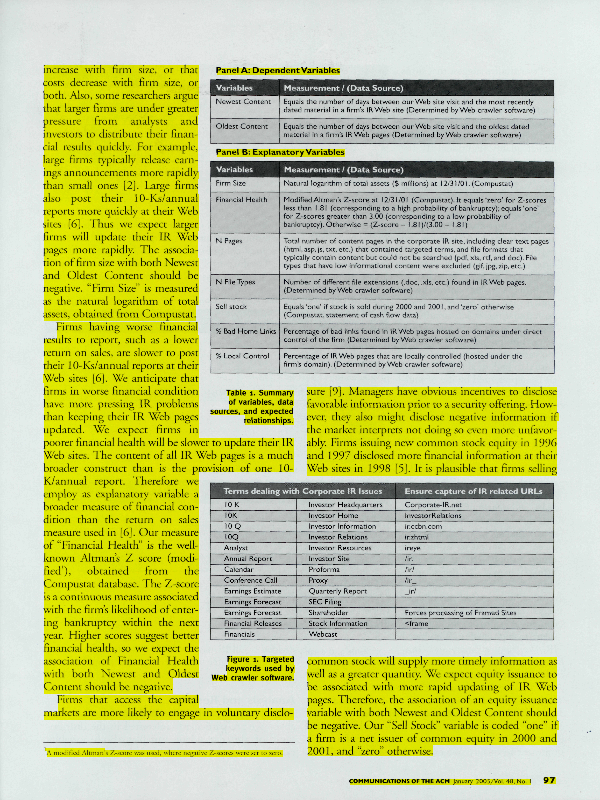 increase with firm size, or that
costs decrease with firm size, or
both. Also, some researchers argue
that larger firms are under greater
pressure from analysts and
investors to distribute their finan-
cial results quickly. For example,
large firms typically release earn-
ings announcements more rapidly
than small ones [2]. Large firms
also post their 10-Ks/annual
reports more quickly at their Web
sites [6]. Thus we expect larger
firms will update their IR Web
pages more rapidly. The associa-
tion of firm size with both Newest
and Oldest Content should be
negative. “Firm Size” is measured
as the natural logarithm of total
assets, obtained from Compustat.
Firms having worse financial
results to report, such as a lower
return on sales, are slower to post
their 10-Ks/annual reports at their
Web sites [6]. We anticipate that
firms in worse financial condition
have more pressing IR problems
than keeping their IR Web pages
updated. We expect firms in
poorer financial health will be slower to update their IR
Web sites. The content of all IR Web pages is a much
broader construct than is the provision of one 10-
K/annual report. Therefore we
employ as explanatory variable a
broader measure of financial con-
dition than the return on sales
measure used in [6]. Our measure
of “Financial Health” is the well-
known Altman's Z score (modi-
fied¹), obtained from the
Compustat database. The Z-score
is a continuous measure associated
with the firm's likelihood of enter-
ing bankruptcy within the next
year. Higher scores suggest better
financial health, so we expect the
association of Financial Health
with both Newest and Oldest
Content should be negative.
Firms that access the capital
markets are more likely to engage in voluntary disclo-
¹A modified Altman's Z-score was used, where negative Z-scores were set to zero.
Panel A: Dependent Variables
Variables Measurement / (Data Source)
Newest Content Equals the number of days between our Web site visit and the most recently
dated material in a firm's IR Web site (Determined by Web crawler software)
Oldest Content Equals the number of days between our Web site visit and the oldest dated
material in a firm's IR Web pages (Determined by Web crawler software)
Panel B: Explanatory Variables
Variables Measurement / (Data Source)
Firm Size Natural logarithm of total assets ($ millions) at 12/31/01. (Compustat)
Financial Health Modified Altman's Z-score at 12/31/01 (Compustat). It equals 'zero' for Z-scores
less than 1.81 (corresponding to a high probability of bankruptcy); equals 'one'
for Z-scores greater than 3.00 (corresponding to a low probability of
bankruptcy). Otherwise = (Z-score – 1.81)/(3.00 – 1.81)
N Pages Total number of content pages in the corporate IR site, including clear text pages
(html, asp, js, txt, etc.) that contained targeted terms, and file formats that
typically contain content but could not be searched (pdf, xls, rtf, and doc). File
types that have low informational content were excluded (gif, jpg, zip, etc.)
N File Types Number of different file extensions (.doc, .xls, etc.) found in IR Web pages.
(Determined by Web crawler software)
Sell stock Equals 'one' if stock is sold during 2000 and 2001, and 'zero' otherwise
(Compustat, statement of cash flow data)
% Bad Home Links Percentage of bad links found in IR Web pages hosted on domains under direct
control of the firm (Determined by Web crawler software)
% Local Control Percentage of IR Web pages that are locally controlled (hosted under the
firm's domain). (Determined by Web crawler software)
Table 1. Summary
of variables, data
sources, and expected
relationships.
sure [9]. Managers have obvious incentives to disclose
favorable information prior to a security offering. How-
ever, they also might disclose negative information if
the market interprets not doing so even more unfavor-
ably. Firms issuing new common stock equity in 1996
and 1997 disclosed more financial information at their
Web sites in 1998 [5]. It is plausible that firms selling
Terms dealing with Corporate IR Issues Ensure capture of IR related URLs
10 K Investor Headquarters Corporate-IR.net
10K Investor Home InvestorRelations
10 Q Investor Information ir.ccbn.com
10Q Investor Relations ir.zhtml
Analyst Investor Resources ireye
Annual Report Investor Site /ir.
Calendar Proforma /ir/
Conference Call Proxy /ir_
Earnings Estimate Quarterly Report _ir/
Earnings Forecast SEC Filing
Earnings Forecast Shareholder Forces processing of Framed Sites
Financial Releases Stock Information <frame
Financials Webcast
Figure 1. Targeted
keywords used by
Web crawler software.
common stock will supply more timely information as
well as a greater quantity. We expect equity issuance to
be associated with more rapid updating of IR Web
pages. Therefore, the association of an equity issuance
variable with both Newest and Oldest Content should
be negative. Our “Sell Stock” variable is coded “one” if
a firm is a net issuer of common equity in 2000 and
2001, and “zero” otherwise.
COMMUNICATIONS OF THE ACM January 2005/Vol. 48, No. 1 97